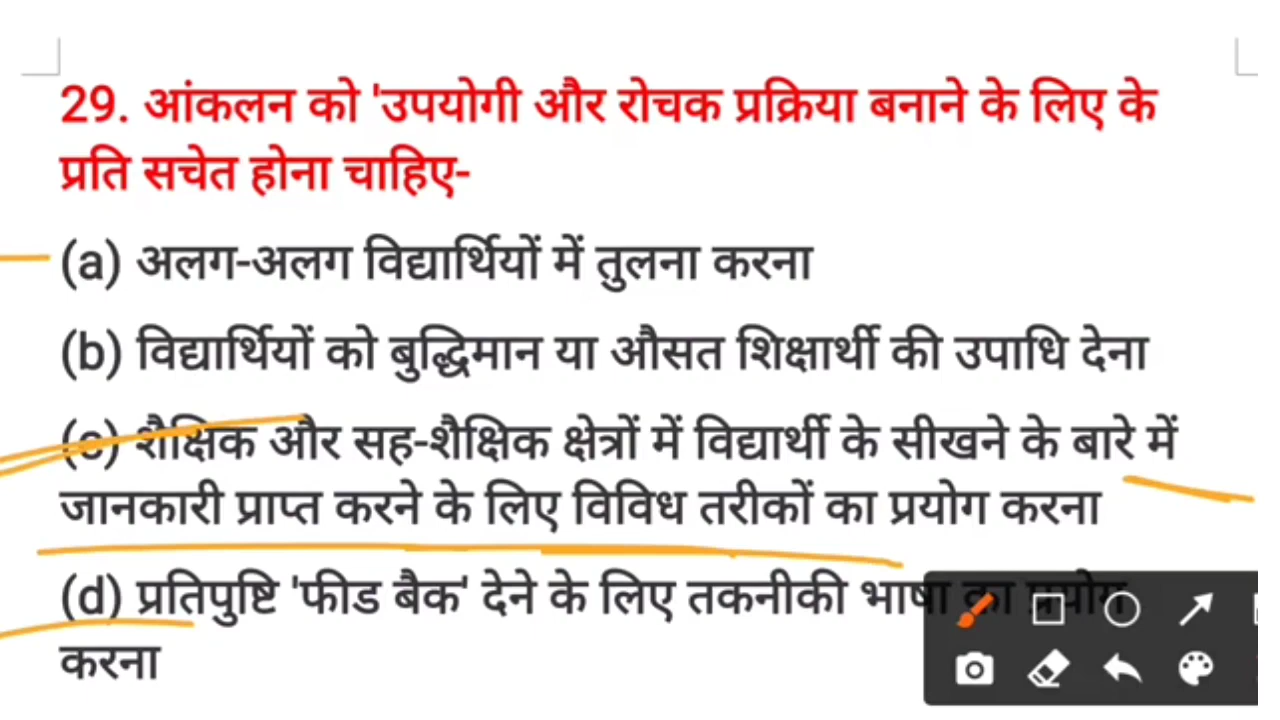 29. आंकलन को 'उपयोगी और रोचक प्रक्रिया बनाने के लिए के
प्रति सचेत होना चाहिए-
(a) अलग-अलग विद्यार्थियों में तुलना करना
(b) विद्यार्थियों को बुद्धिमान या औसत शिक्षार्थी की उपाधि देना
(c) शैक्षिक और सह-शैक्षिक क्षेत्रों में विद्यार्थी के सीखने के बारे में
जानकारी प्राप्त करने के लिए विविध तरीकों का प्रयोग करना
(d) प्रतिपुष्टि 'फीड बैक' देने के लिए तकनीकी भाषा का प्रयोग
करना